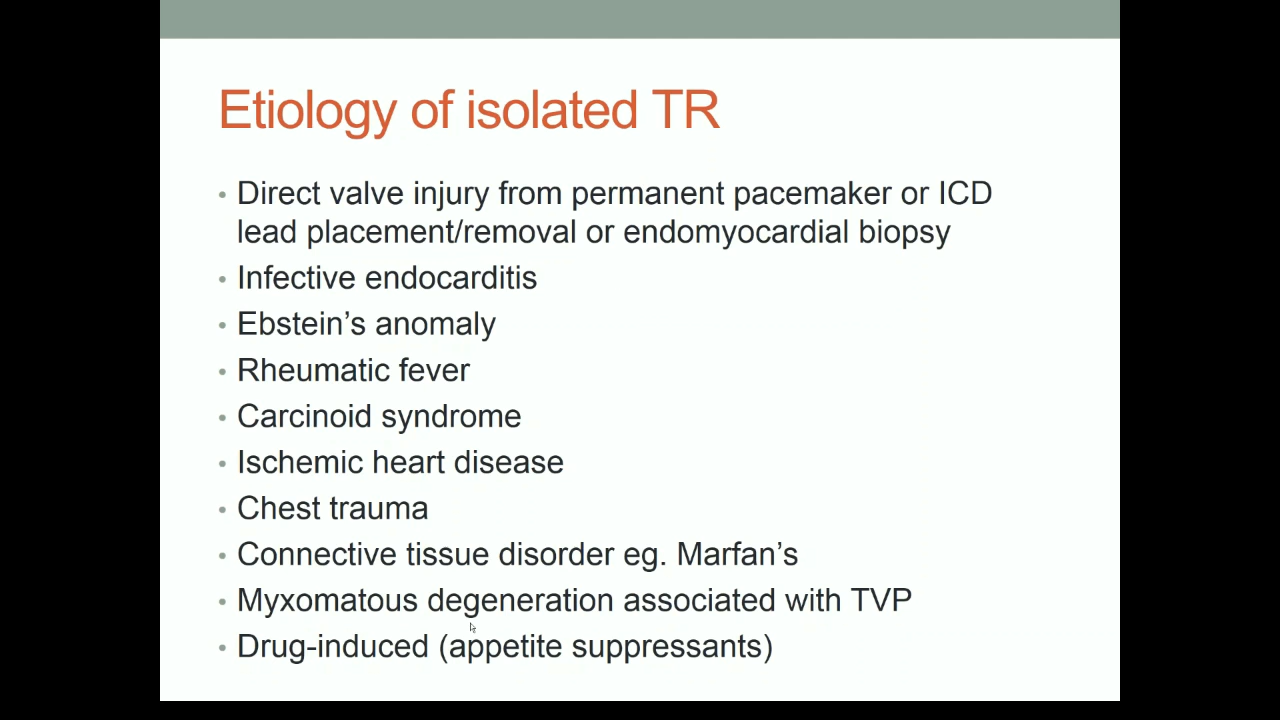 Etiology of isolated TR
• Direct valve injury from permanent pacemaker or ICD
lead placement/removal or endomyocardial biopsy
• Infective endocarditis
• Ebstein’s anomaly
• Rheumatic fever
• Carcinoid syndrome
• Ischemic heart disease
• Chest trauma
• Connective tissue disorder eg. Marfan’s
• Myxomatous degeneration associated with TVP
• Drug-induced (appetite suppressants)